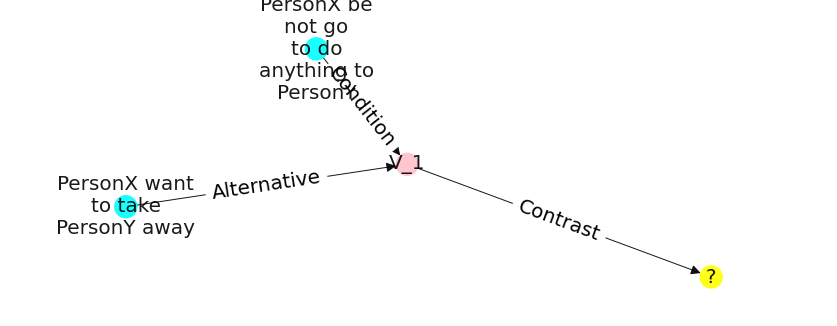 PersonX be
not go
to do
anything to
PersonY
Condition
V_1
Alternative
PersonX want
to take
PersonY away
Contrast
?